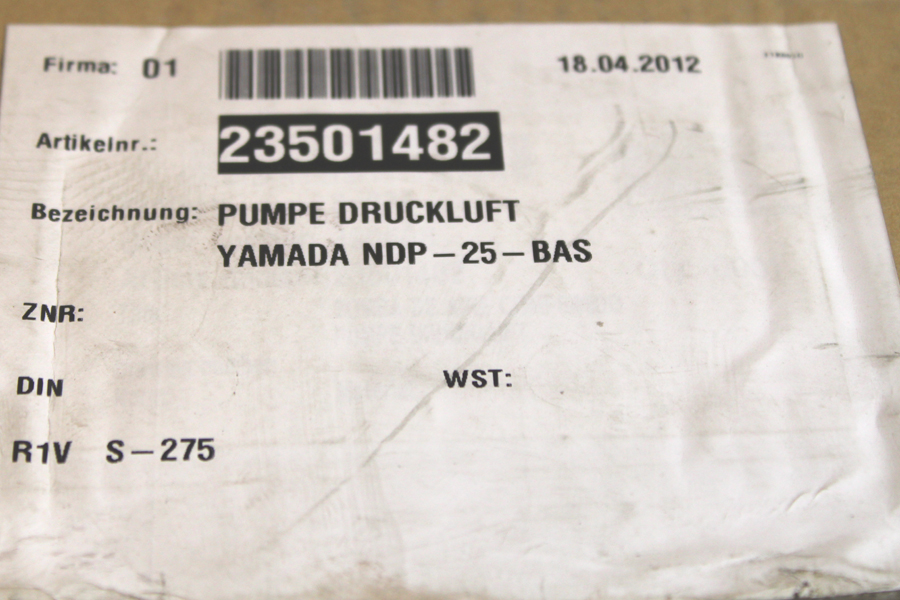 Firma: 01 18.04.2012
Artikelnr.: 23501482
Bezeichnung: PUMPE DRUCKLUFT
YAMADA NDP-25-BAS
ZNR:
DIN WST:
R1V S-275